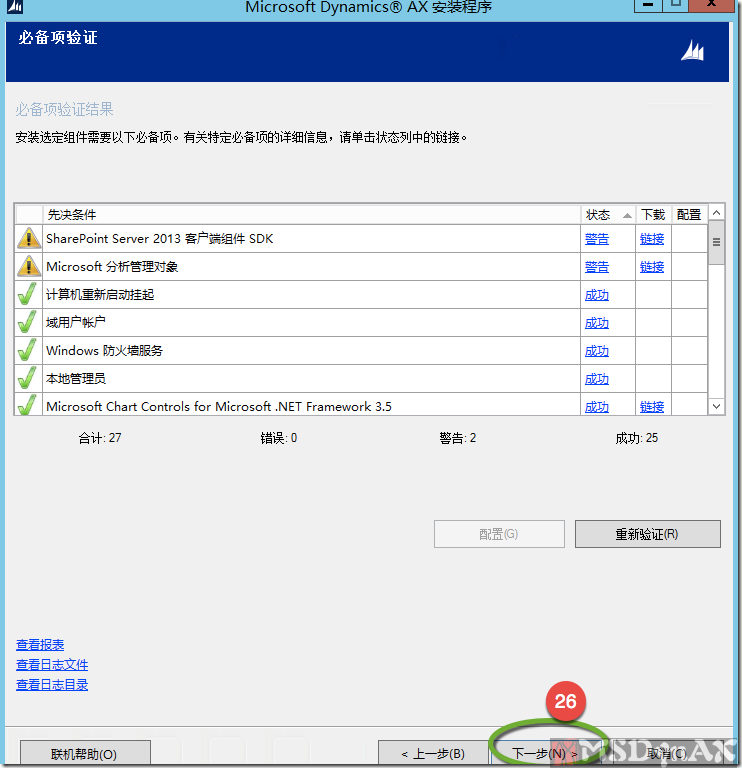 Microsoft Dynamics® AX 安装程序
必备项验证
必备项验证结果
安装选定组件需要以下必备项。有关特定必备项的详细信息，请单击状态列中的链接。
先决条件 状态 下载 配置
SharePoint Server 2013 客户端组件 SDK 警告 链接
Microsoft 分析管理对象 警告 链接
计算机重新启动挂起 成功
域用户帐户 成功
Windows 防火墙服务 成功
本地管理员 成功
Microsoft Chart Controls for Microsoft .NET Framework 3.5 成功 链接
合计: 27 错误: 0 警告: 2 成功: 25
配置(G) 重新验证(R)
查看报表
查看日志文件
查看日志目录
26
联机帮助(O) < 上一步(B) 下一步(N) > 取消(C)